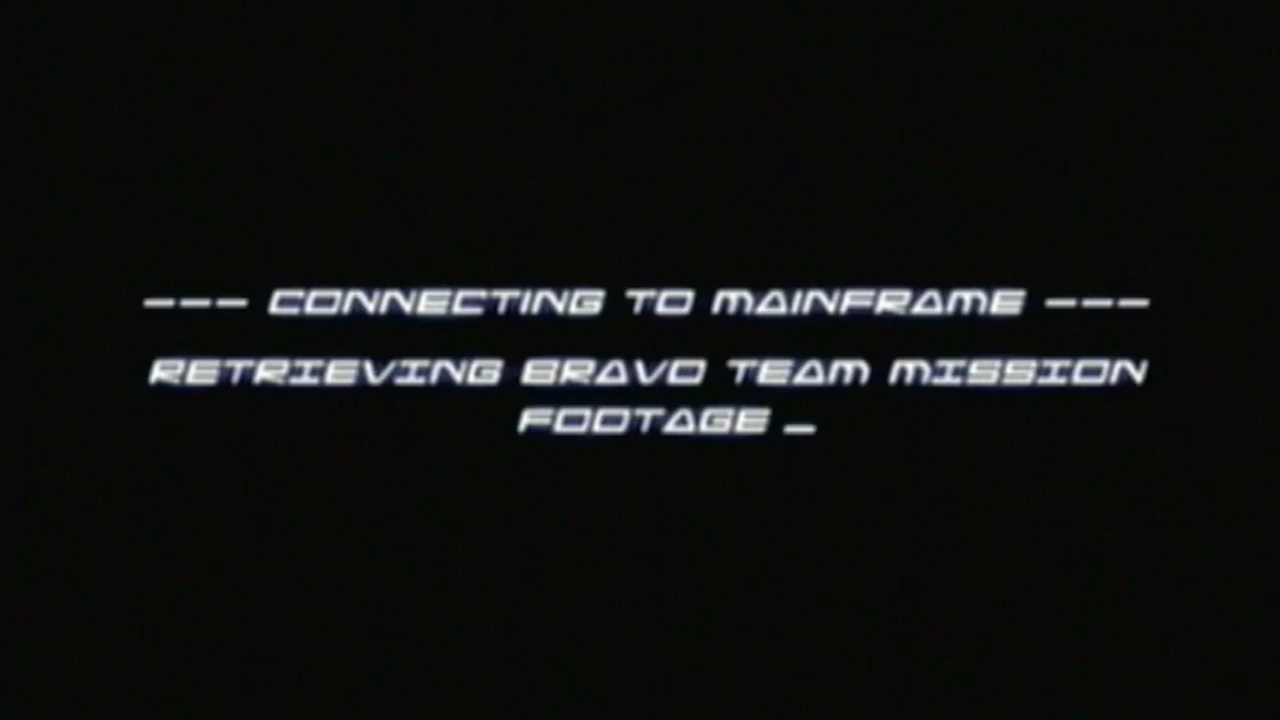 --- CONNECTING TO MAINFRAME ---
RETRIEVING BRAVO TEAM MISSION
FOOTAGE _